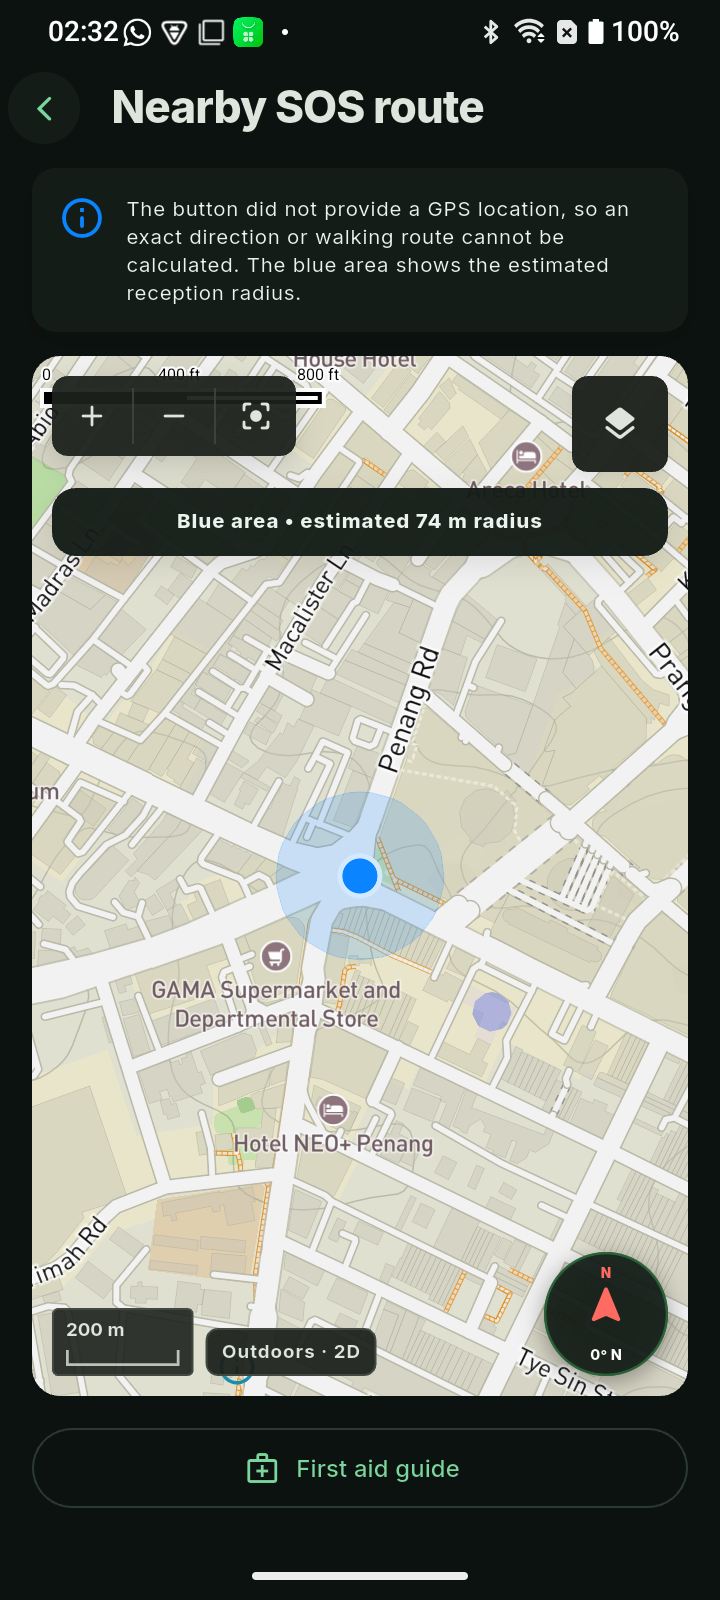 02:32
100%
Nearby SOS route
The button did not provide a GPS location, so an
exact direction or walking route cannot be
calculated. The blue area shows the estimated
reception radius.
House Hotel
0 400 ft 800 ft
Areca Hotel
Blue area • estimated 74 m radius
Madras Ln
Macalister Ln
Penang Rd
GAMA Supermarket and
Departmental Store
Hotel NEO+ Penang
imah Rd
N
200 m
Outdoors · 2D
0° N
Tye Sin St
First aid guide